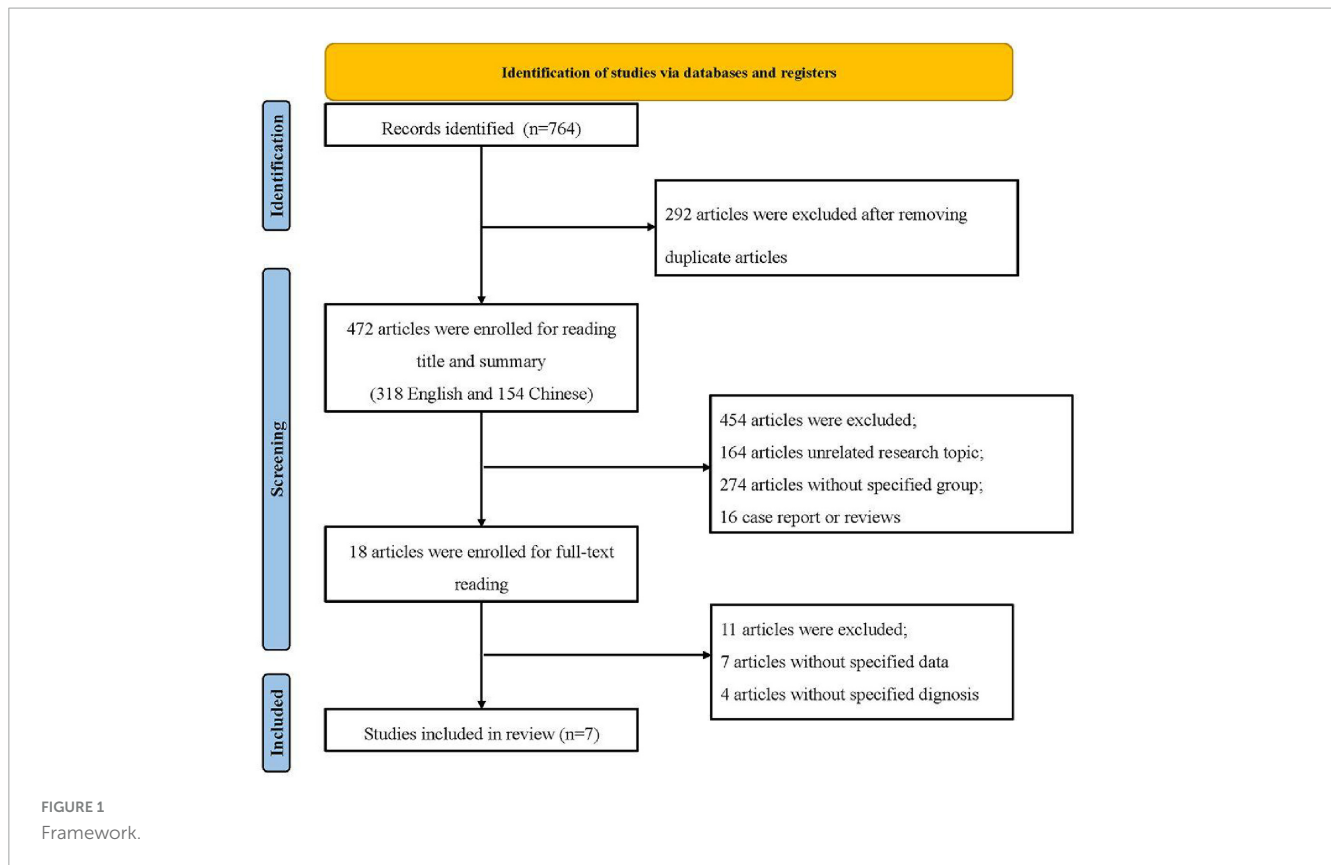 Identification of studies via databases and registers
Identification
Records identified (n=764)
292 articles were excluded after removing
duplicate articles
Screening
472 articles were enrolled for reading
title and summary
(318 English and 154 Chinese)
454 articles were excluded;
164 articles unrelated research topic;
274 articles without specified group;
16 case report or reviews
18 articles were enrolled for full-text
reading
11 articles were excluded;
7 articles without specified data
4 articles without specified dignosis
Included
Studies included in review (n=7)
FIGURE 1
Framework.